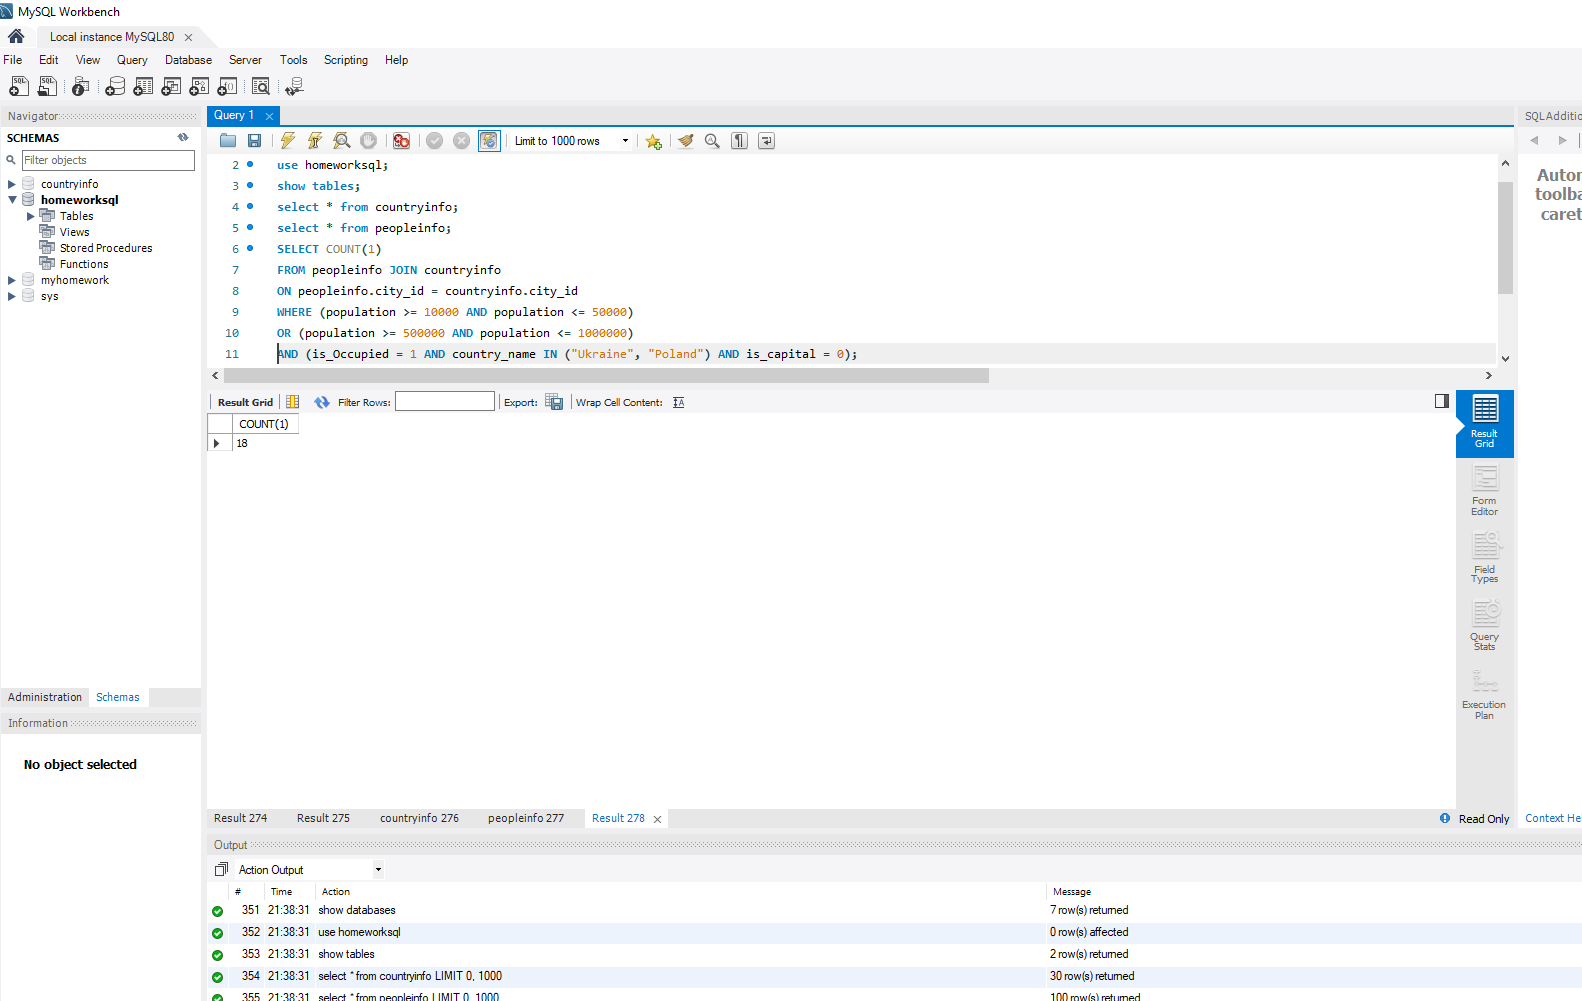 MySQL Workbench
Local instance MySQL80
File Edit View Query Database Server Tools Scripting Help
Navigator
SCHEMAS
Filter objects
countryinfo
homeworksql
Tables
Views
Stored Procedures
Functions
myhomework
sys
Administration Schemas
Information
No object selected
Query 1
Limit to 1000 rows
2 use homeworksql;
3 show tables;
4 select * from countryinfo;
5 select * from peopleinfo;
6 SELECT COUNT(1)
7 FROM peopleinfo JOIN countryinfo
8 ON peopleinfo.city_id = countryinfo.city_id
9 WHERE (population >= 10000 AND population <= 50000)
10 OR (population >= 500000 AND population <= 1000000)
11 AND (is_Occupied = 1 AND country_name IN ("Ukraine", "Poland") AND is_capital = 0);
Result Grid Filter Rows: Export: Wrap Cell Content:
COUNT(1)
18
Result
Grid
Form
Editor
Field
Types
Query
Stats
Execution
Plan
Result 274 Result 275 countryinfo 276 peopleinfo 277 Result 278
Read Only
SQLAdditio
Autor
toolba
caret
Context He
Output
Action Output
# Time Action Message
351 21:38:31 show databases 7 row(s) returned
352 21:38:31 use homeworksql 0 row(s) affected
353 21:38:31 show tables 2 row(s) returned
354 21:38:31 select * from countryinfo LIMIT 0, 1000 30 row(s) returned
355 21:38:31 select * from peopleinfo LIMIT 0, 1000 100 row(s) returned